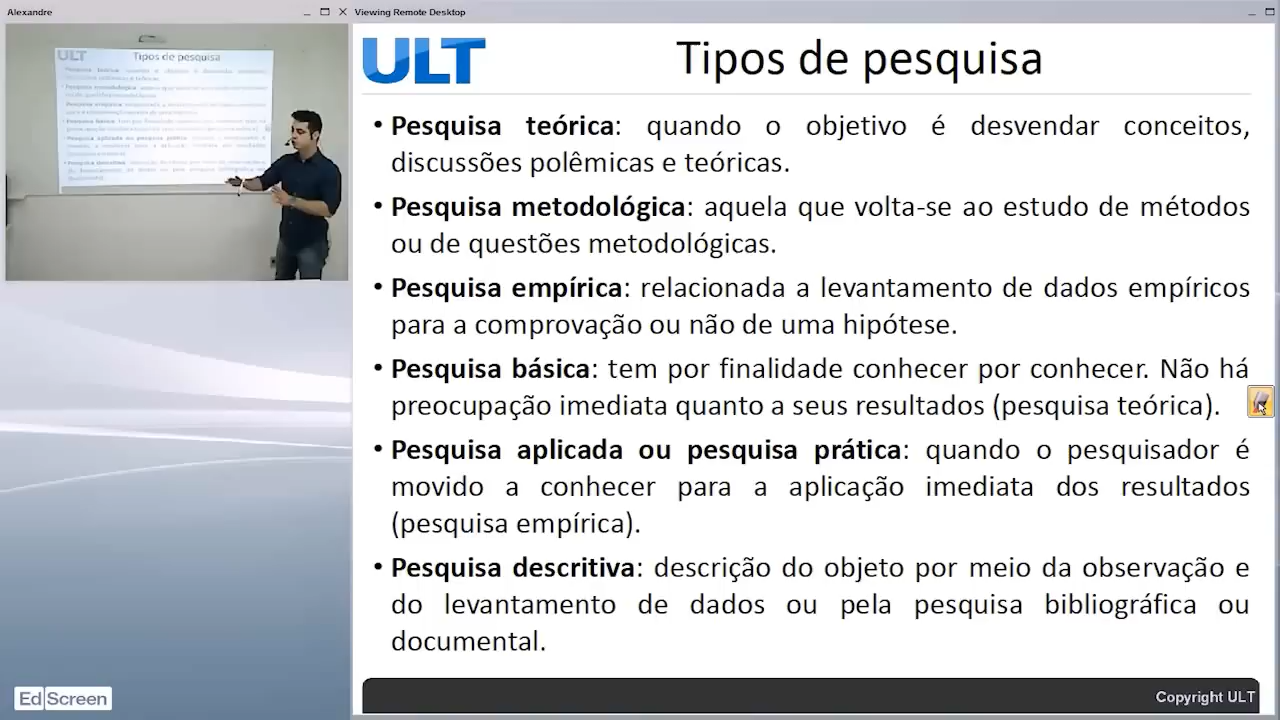 Alexandre
Viewing Remote Desktop
ULT
Tipos de pesquisa
ULT
Tipos de pesquisa
• Pesquisa teórica: quando o objetivo é desvendar conceitos,
discussões polêmicas e teóricas.
• Pesquisa metodológica: aquela que volta-se ao estudo de métodos
ou de questões metodológicas.
• Pesquisa empírica: relacionada a levantamento de dados empíricos
para a comprovação ou não de uma hipótese.
• Pesquisa básica: tem por finalidade conhecer por conhecer. Não há
preocupação imediata quanto a seus resultados (pesquisa teórica).
• Pesquisa aplicada ou pesquisa prática: quando o pesquisador é
movido a conhecer para a aplicação imediata dos resultados
(pesquisa empírica).
• Pesquisa descritiva: descrição do objeto por meio da observação e
do levantamento de dados ou pela pesquisa bibliográfica ou
documental.
EdScreen
Copyright ULT